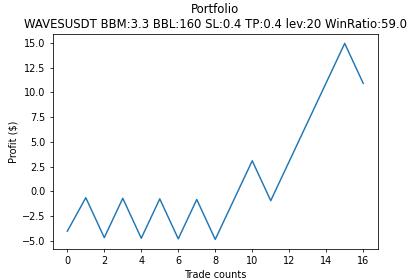 Portfolio
WAVESUSDT BBM:3.3 BBL:160 SL:0.4 TP:0.4 lev:20 WinRatio:59.0
15.0
12.5
10.0
7.5
5.0
2.5
0.0
−2.5
−5.0
Profit ($)
0 2 4 6 8 10 12 14 16
Trade counts